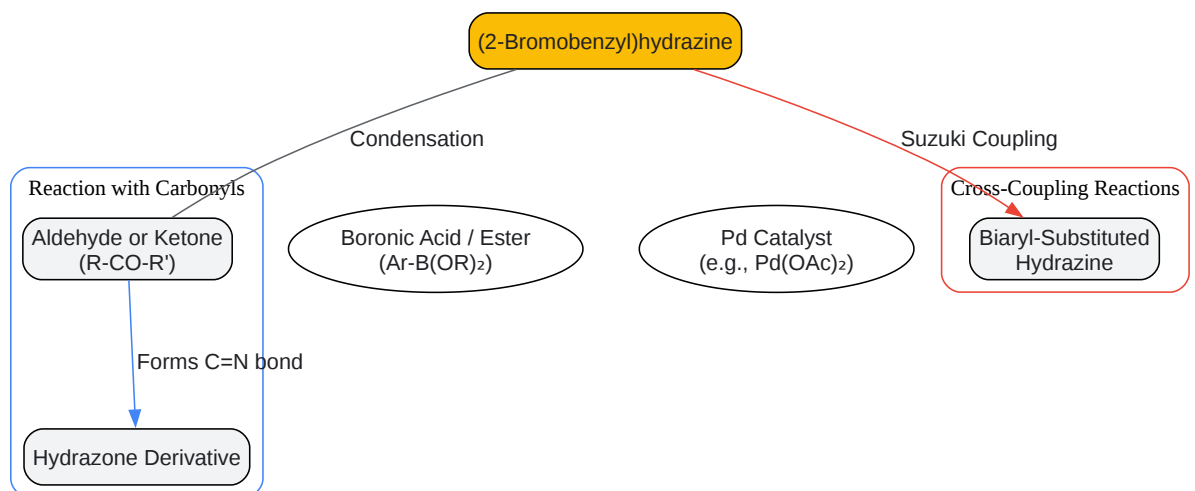 (2-Bromobenzyl)hydrazine
Condensation
Suzuki Coupling
Reaction with Carbonyls
Cross-Coupling Reactions
Aldehyde or Ketone
(R-CO-R')
Boronic Acid / Ester
(Ar-B(OR)₂)
Pd Catalyst
(e.g., Pd(OAc)₂)
Biaryl-Substituted
Hydrazine
Forms C=N bond
Hydrazone Derivative